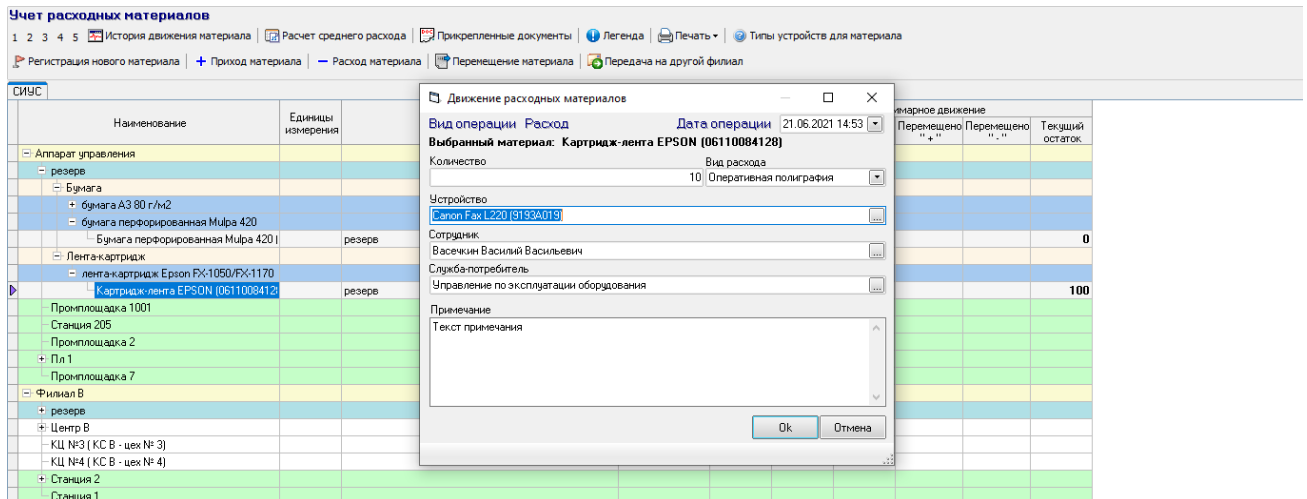 Учет расходных материалов
1 2 3 4 5 История движения материала Расчет среднего расхода Прикрепленные документы Легенда Печать Типы устройств для материала
Регистрация нового материала + Приход материала − Расход материала Перемещение материала Передача на другой филиал
СИУС
Наименование
Единицы измерения
Перемещено "+"
Перемещено "-"
Текущий остаток
Аппарат управления
резерв
Бумага
бумага А3 80 г/м2
бумага перфорированная Mulpa 420
Бумага перфорированная Mulpa 420 ( резерв 0
Лента-картридж
лента-картридж Epson FX-1050/FX-1170
Картридж-лента EPSON (0611008412 резерв 100
Промплощадка 1001
Станция 205
Промплощадка 2
Пл 1
Промплощадка 7
Филиал В
резерв
Центр В
КЦ №3 ( КС В - цех № 3)
КЦ №4 ( КС В - цех № 4)
Станция 2
Станция 1
Движение расходных материалов
Вид операции Расход Дата операции 21.06.2021 14:53
Выбранный материал: Картридж-лента EPSON (06110084128)
Количество Вид расхода
10 Оперативная полиграфия
Устройство
Canon Fax L220 (9193A019)
Сотрудник
Васечкин Василий Васильевич
Служба-потребитель
Управление по эксплуатации оборудования
Примечание
Текст примечания
Ok Отмена